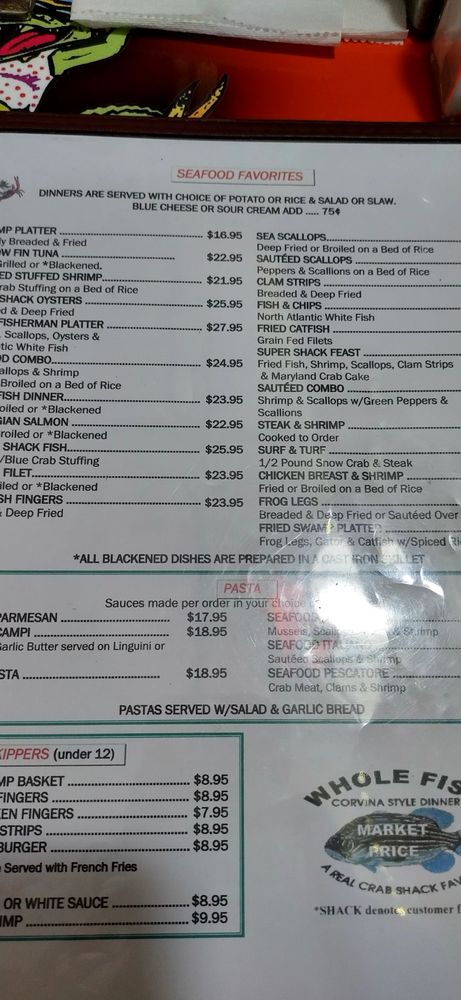 SEAFOOD FAVORITES
DINNERS ARE SERVED WITH CHOICE OF POTATO OR RICE & SALAD OR SLAW.
BLUE CHEESE OR SOUR CREAM ADD ..... 75¢
MP PLATTER ..... $16.95
ly Breaded & Fried
OW FIN TUNA ..... $22.95
Grilled or *Blackened.
ED STUFFED SHRIMP ..... $21.95
rab Stuffing on a Bed of Rice
SHACK OYSTERS ..... $25.95
d & Deep Fried
FISHERMAN PLATTER ..... $27.95
, Scallops, Oysters &
tic White Fish
OD COMBO ..... $24.95
allops & Shrimp
Broiled on a Bed of Rice
FISH DINNER ..... $23.95
oiled or *Blackened
GIAN SALMON ..... $22.95
roiled or *Blackened
SHACK FISH ..... $25.95
/Blue Crab Stuffing
FILET ..... $23.95
iled or *Blackened
SH FINGERS ..... $23.95
& Deep Fried
SEA SCALLOPS
Deep Fried or Broiled on a Bed of Rice
SAUTÉED SCALLOPS
Peppers & Scallions on a Bed of Rice
CLAM STRIPS
Breaded & Deep Fried
FISH & CHIPS
North Atlantic White Fish
FRIED CATFISH
Grain Fed Filets
SUPER SHACK FEAST
Fried Fish, Shrimp, Scallops, Clam Strips
& Maryland Crab Cake
SAUTÉED COMBO
Shrimp & Scallops w/Green Peppers &
Scallions
STEAK & SHRIMP
Cooked to Order
SURF & TURF
1/2 Pound Snow Crab & Steak
CHICKEN BREAST & SHRIMP
Fried or Broiled on a Bed of Rice
FROG LEGS
Breaded & Deep Fried or Sautéed Over
FRIED SWAMP PLATTER
Frog Legs, Gator & Catfish w/Spiced Ri
*ALL BLACKENED DISHES ARE PREPARED IN A CAST IRON SKILLET
PASTA
Sauces made per order in your choice
PARMESAN ..... $17.95
CAMPI ..... $18.95
Garlic Butter served on Linguini or
STA ..... $18.95
SEAFOOD
Mussels, & Shrimp
SEAFOOD ITALIAN
Sautéed Scallops & Shrimp
SEAFOOD PESCATORE
Crab Meat, Clams & Shrimp
PASTAS SERVED W/SALAD & GARLIC BREAD
KIPPERS (under 12)
MP BASKET ..... $8.95
FINGERS ..... $8.95
EN FINGERS ..... $7.95
STRIPS ..... $8.95
BURGER ..... $8.95
Served with French Fries
OR WHITE SAUCE ..... $8.95
IMP ..... $9.95
WHOLE FIS
CORVINA STYLE DINNER
MARKET
PRICE
A REAL CRAB SHACK FAV
*SHACK denotes customer f